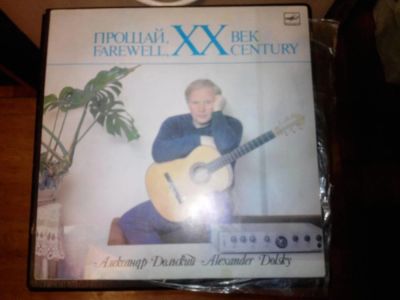 ПРОЩАЙ, XX ВЕК
FAREWELL, CENTURY
Александр Дольский Alexander Dolsky